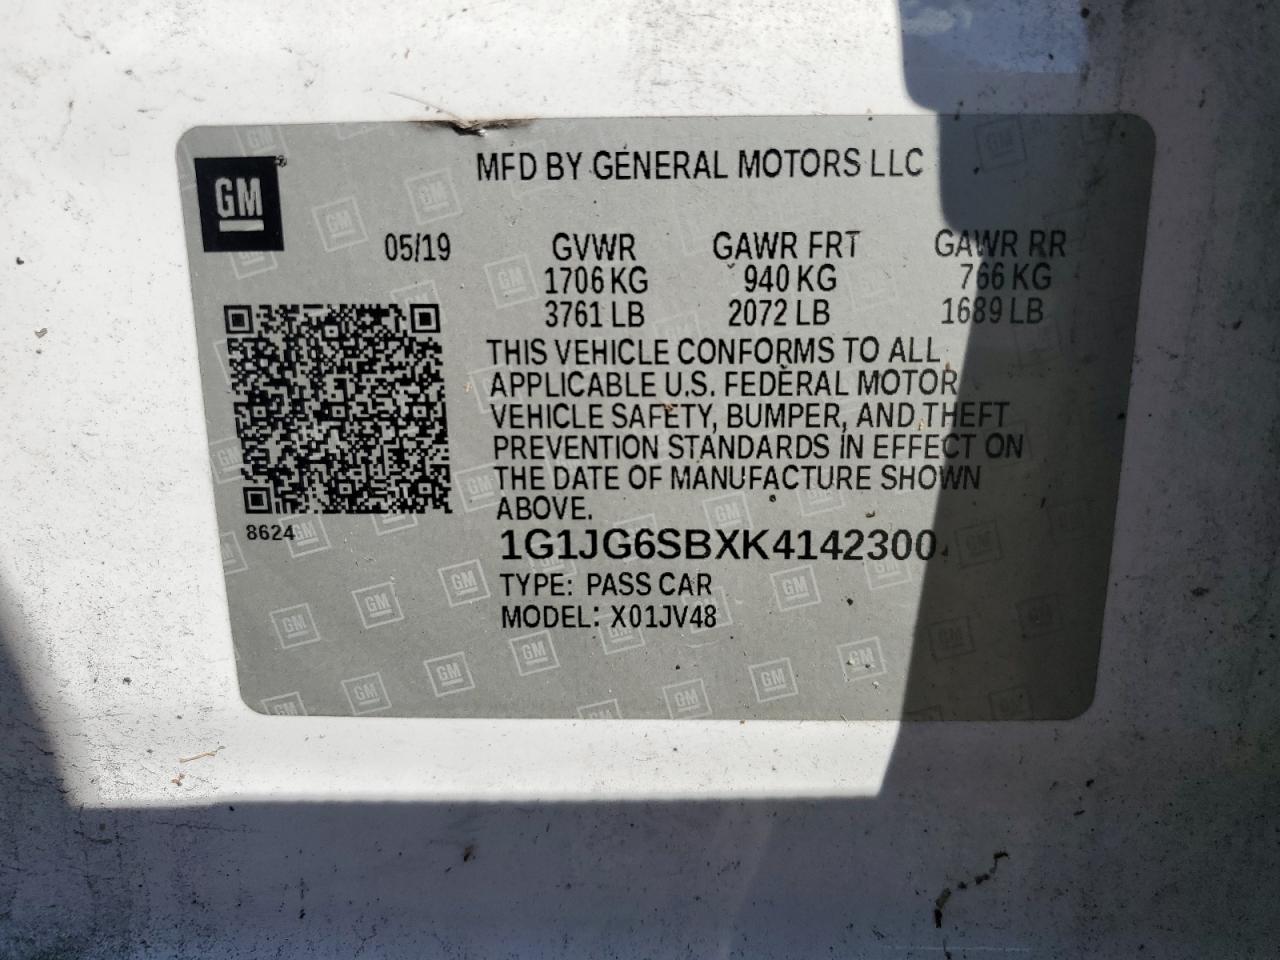 GM®
MFD BY GENERAL MOTORS LLC
05/19 GVWR GAWR FRT GAWR RR
1706 KG 940 KG 766 KG
3761 LB 2072 LB 1689 LB
THIS VEHICLE CONFORMS TO ALL
APPLICABLE U.S. FEDERAL MOTOR
VEHICLE SAFETY, BUMPER, AND THEFT
PREVENTION STANDARDS IN EFFECT ON
THE DATE OF MANUFACTURE SHOWN
ABOVE.
8624
1G1JG6SBXK4142300
TYPE: PASS CAR
MODEL: X01JV48